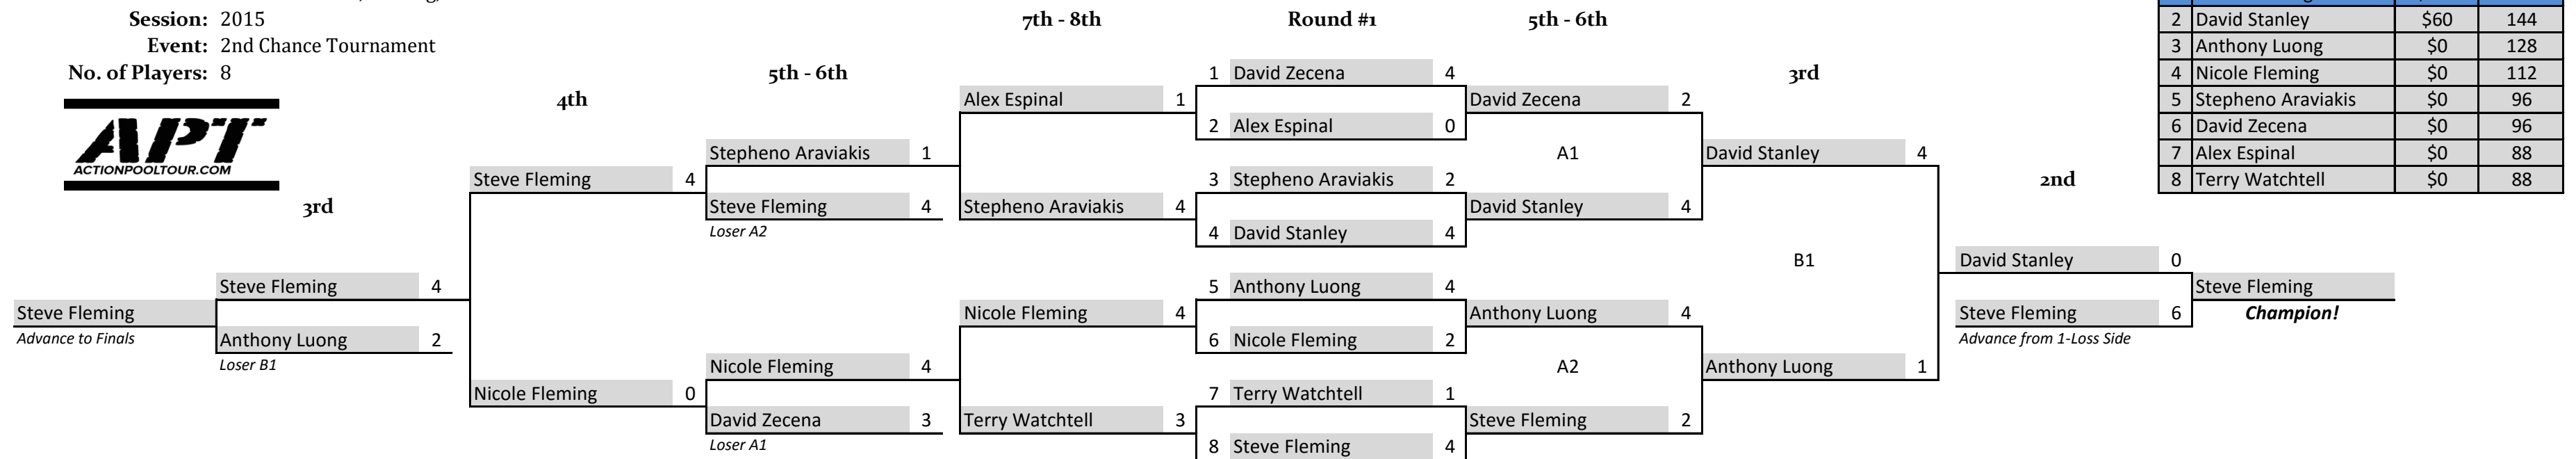 Session: 2015
Event: 2nd Chance Tournament
No. of Players: 8
APT
ACTIONPOOLTOUR.COM
3rd
Steve Fleming
Advance to Finals
Steve Fleming 4
Anthony Luong 2
Loser B1
4th
Steve Fleming 4
Nicole Fleming 0
5th - 6th
Stepheno Araviakis 1
Steve Fleming 4
Loser A2
Nicole Fleming 4
David Zecena 3
Loser A1
7th - 8th
Alex Espinal 1
Stepheno Araviakis 4
Nicole Fleming 4
Terry Watchtell 3
Round #1
1 David Zecena 4
2 Alex Espinal 0
3 Stepheno Araviakis 2
4 David Stanley 4
5 Anthony Luong 4
6 Nicole Fleming 2
7 Terry Watchtell 1
8 Steve Fleming 4
5th - 6th
David Zecena 2
A1
David Stanley 4
Anthony Luong 4
A2
Steve Fleming 2
3rd
David Stanley 4
B1
Anthony Luong 1
2nd
David Stanley 0
Steve Fleming 6
Advance from 1-Loss Side
Steve Fleming
Champion!
2 David Stanley $60 144
3 Anthony Luong $0 128
4 Nicole Fleming $0 112
5 Stepheno Araviakis $0 96
6 David Zecena $0 96
7 Alex Espinal $0 88
8 Terry Watchtell $0 88